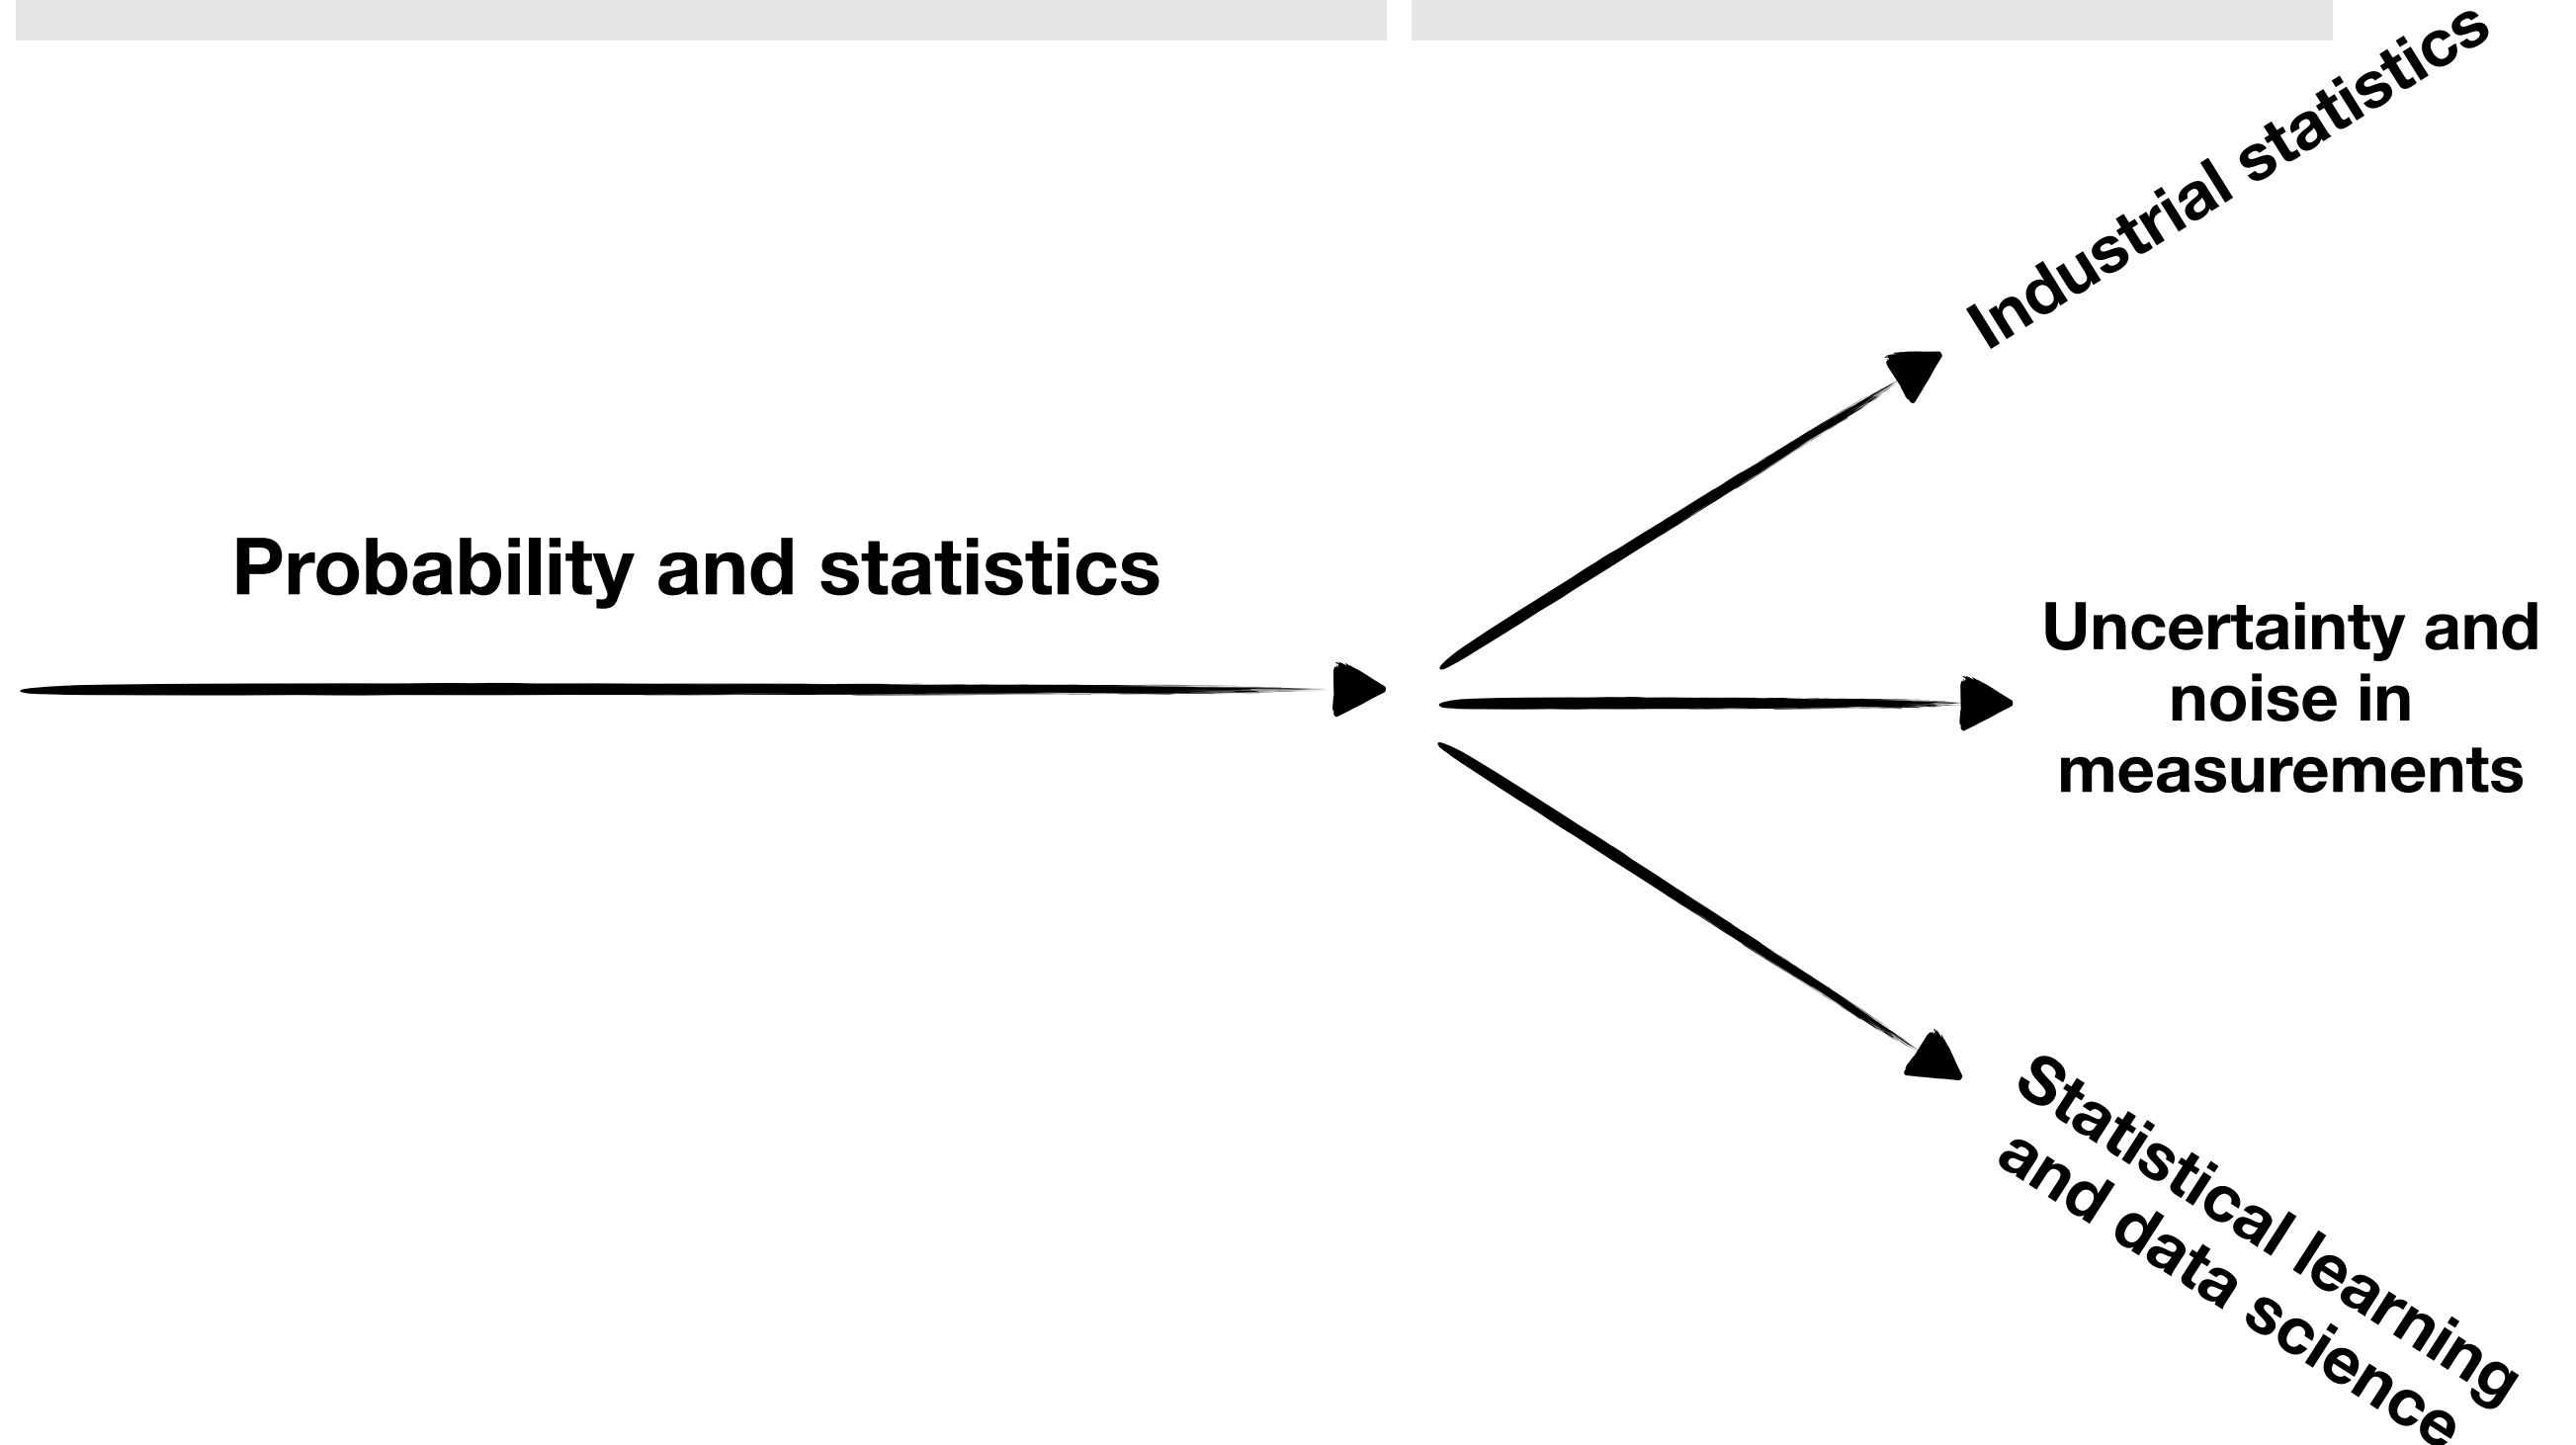 Industrial statistics
Probability and statistics
Uncertainty and
noise in
measurements
Statistical learning
and data science